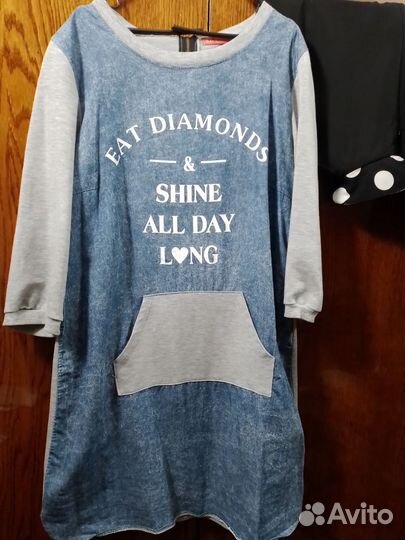 EAT DIAMONDS
&
SHINE
ALL DAY
L♥NG
Avito